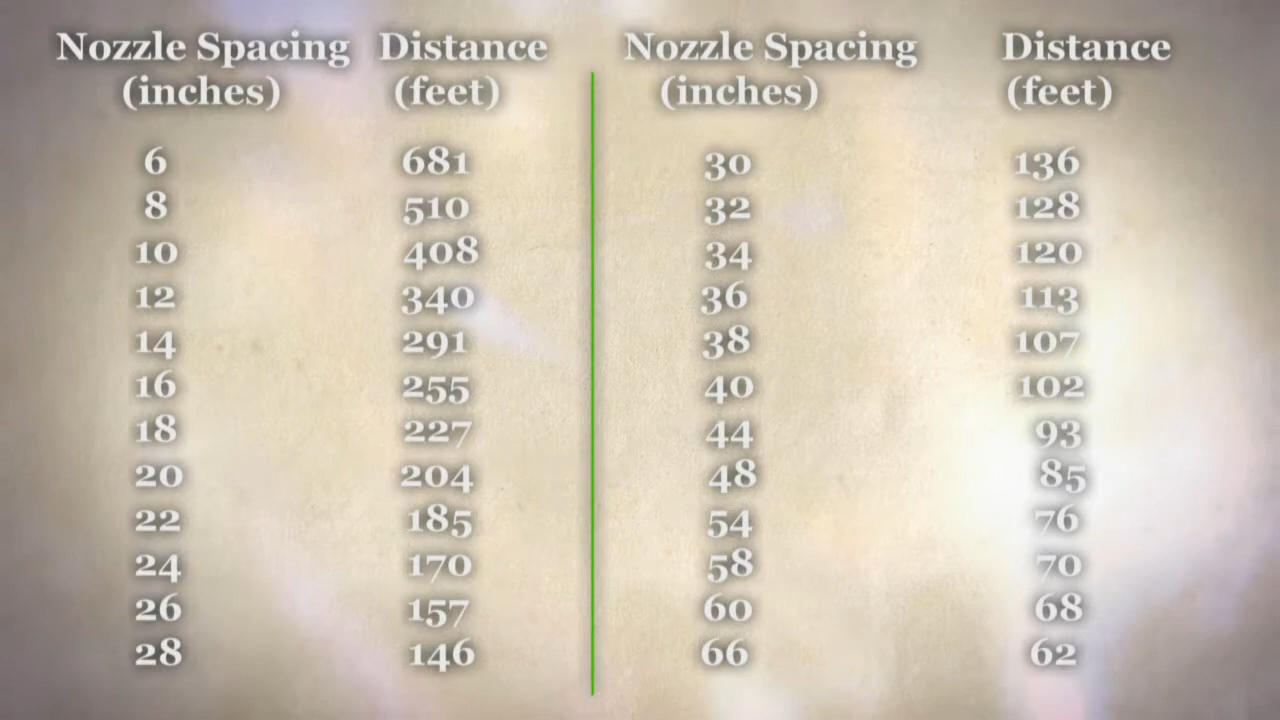 Nozzle Spacing Distance Nozzle Spacing Distance
(inches) (feet) (inches) (feet)
6 681 30 136
8 510 32 128
10 408 34 120
12 340 36 113
14 291 38 107
16 255 40 102
18 227 44 93
20 204 48 85
22 185 54 76
24 170 58 70
26 157 60 68
28 146 66 62